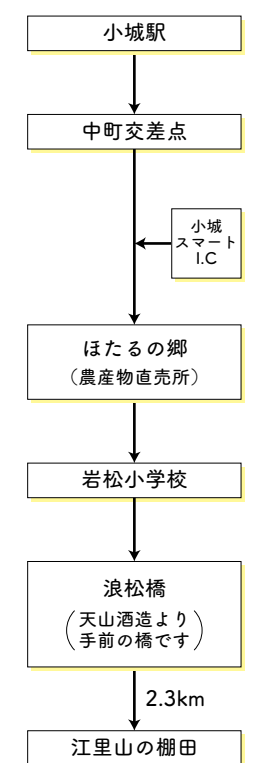 小城駅
中町交差点
小城
スマート
I.C
ほたるの郷
（農産物直売所）
岩松小学校
浪松橋
（天山酒造より
手前の橋です）
2.3km
江里山の棚田